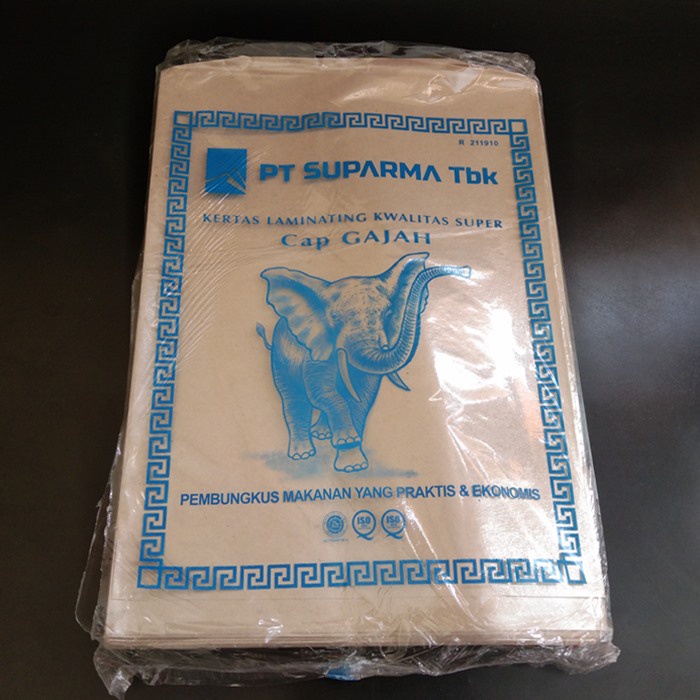 R 211910
PT SUPARMA Tbk
KERTAS LAMINATING KWALITAS SUPER
Cap GAJAH
PEMBUNGKUS MAKANAN YANG PRAKTIS & EKONOMIS
ISO ISO